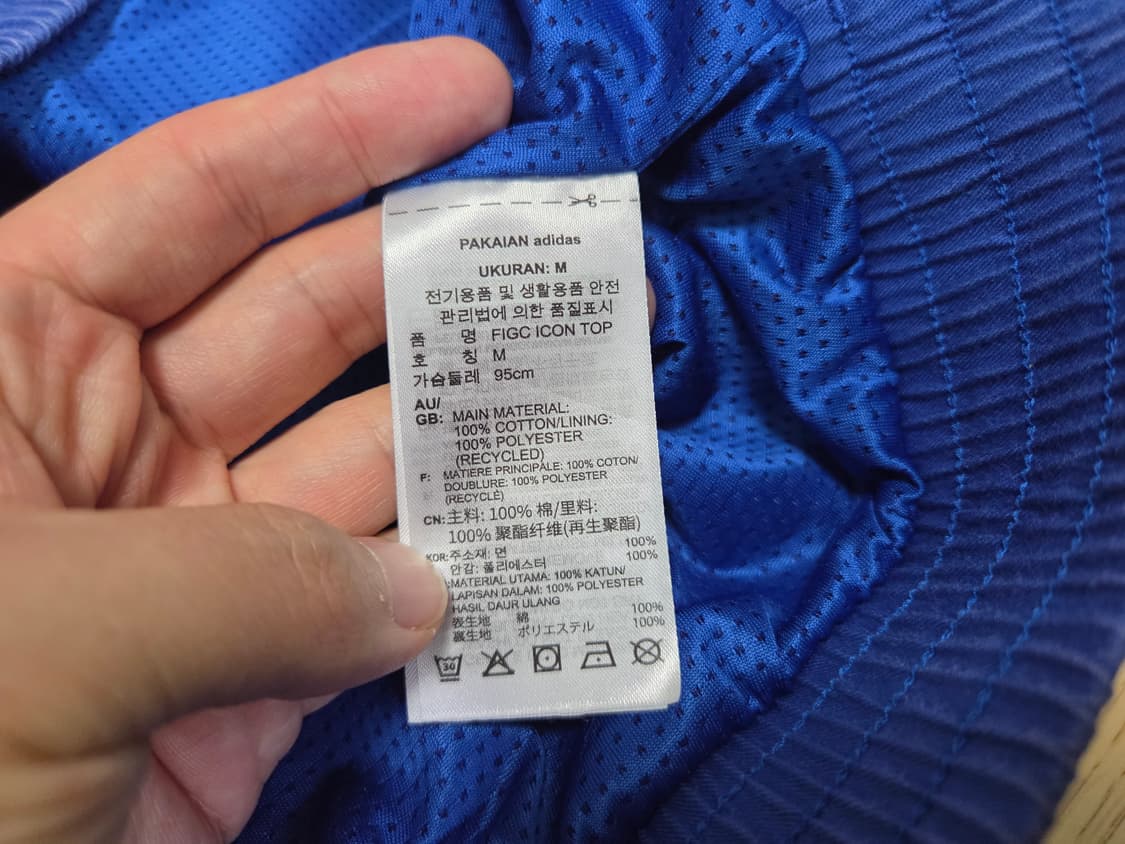 PAKAIAN adidas
UKURAN: M
전기용품 및 생활용품 안전
관리법에 의한 품질표시
품 명 FIGC ICON TOP
호 칭 M
가슴둘레 95cm
AU/
GB: MAIN MATERIAL:
100% COTTON/LINING:
100% POLYESTER
(RECYCLED)
F: MATIERE PRINCIPALE: 100% COTON/
DOUBLURE: 100% POLYESTER
(RECYCLÉ)
CN: 主料: 100% 棉/里料:
100% 聚酯纤维(再生聚酯)
KOR: 주소재: 면 100%
안감: 폴리에스터 100%
:MATERIAL UTAMA: 100% KATUN/
LAPISAN DALAM: 100% POLYESTER
HASIL DAUR ULANG
表生地 綿 100%
裏生地 ポリエステル 100%
30